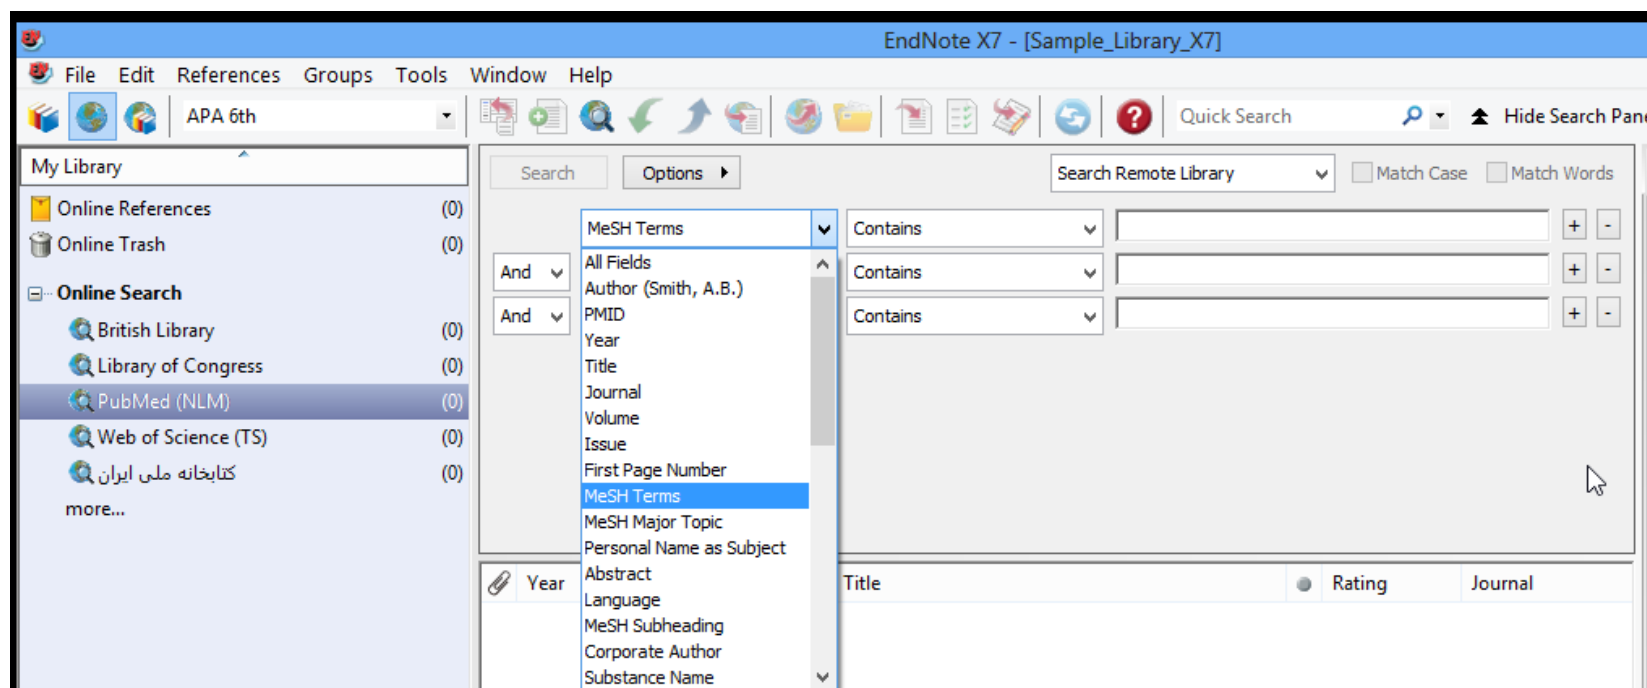 EndNote X7 - [Sample_Library_X7]
File Edit References Groups Tools Window Help
APA 6th
Quick Search
Hide Search Pane
My Library
Online References (0)
Online Trash (0)
Online Search
British Library (0)
Library of Congress (0)
PubMed (NLM) (0)
Web of Science (TS) (0)
کتابخانه ملی ایران (0)
more...
Search Options Search Remote Library Match Case Match Words
MeSH Terms Contains + -
And Contains + -
And Contains + -
All Fields
Author (Smith, A.B.)
PMID
Year
Title
Journal
Volume
Issue
First Page Number
MeSH Terms
MeSH Major Topic
Personal Name as Subject
Abstract
Language
MeSH Subheading
Corporate Author
Substance Name
Year Title Rating Journal